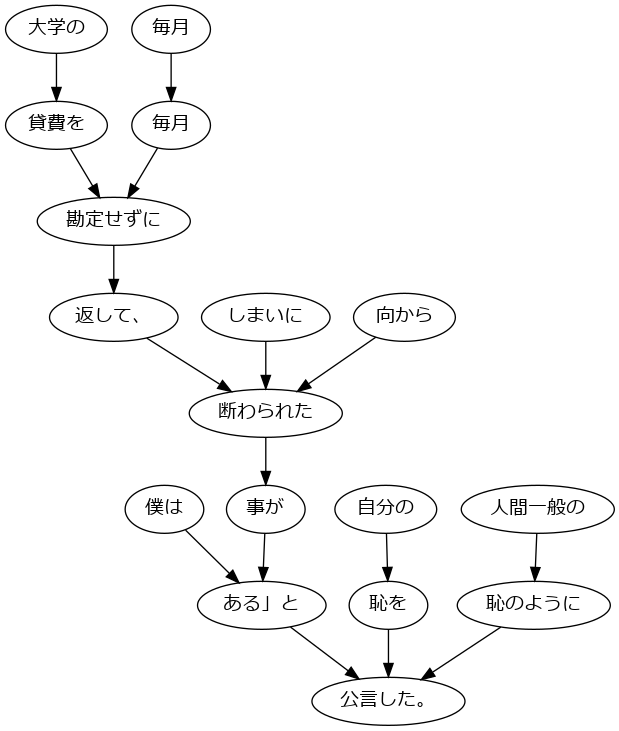 大学の 毎月
貸費を 毎月
勘定せずに
返して、 しまいに 向から
断わられた
僕は 事が 自分の 人間一般の
ある」と 恥を 恥のように
公言した。